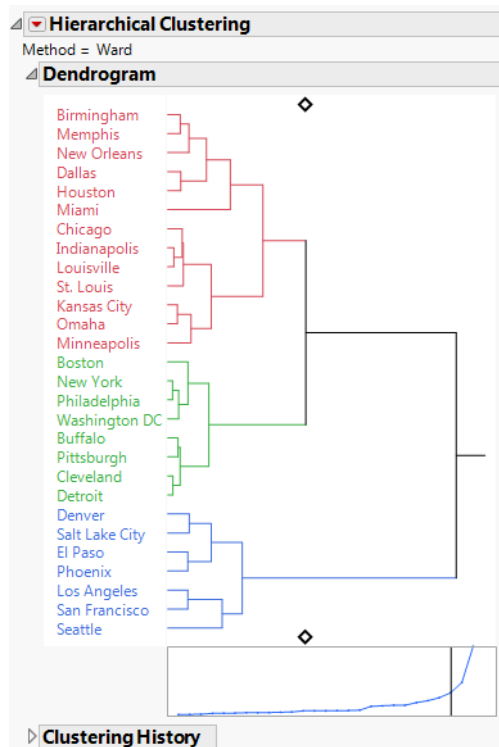 Hierarchical Clustering
Method = Ward
Dendrogram
Birmingham
Memphis
New Orleans
Dallas
Houston
Miami
Chicago
Indianapolis
Louisville
St. Louis
Kansas City
Omaha
Minneapolis
Boston
New York
Philadelphia
Washington DC
Buffalo
Pittsburgh
Cleveland
Detroit
Denver
Salt Lake City
El Paso
Phoenix
Los Angeles
San Francisco
Seattle
Clustering History